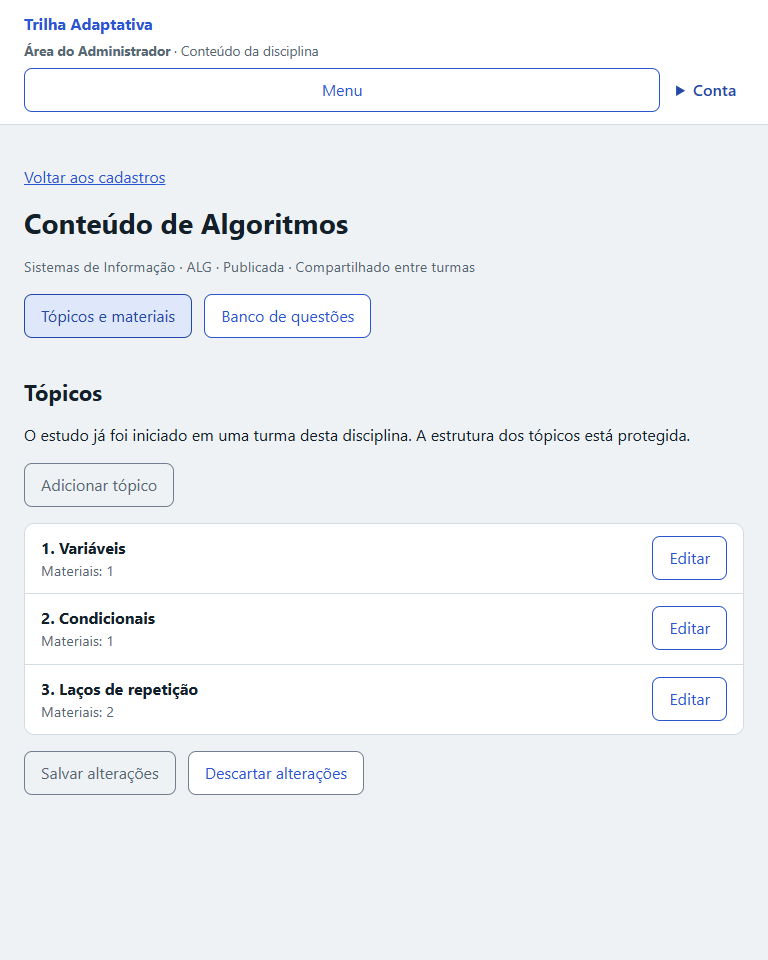 Trilha Adaptativa
Área do Administrador · Conteúdo da disciplina
Menu
Conta
Voltar aos cadastros
Conteúdo de Algoritmos
Sistemas de Informação · ALG · Publicada · Compartilhado entre turmas
Tópicos e materiais
Banco de questões
Tópicos
O estudo já foi iniciado em uma turma desta disciplina. A estrutura dos tópicos está protegida.
Adicionar tópico
1. Variáveis
Materiais: 1
Editar
2. Condicionais
Materiais: 1
Editar
3. Laços de repetição
Materiais: 2
Editar
Salvar alterações
Descartar alterações